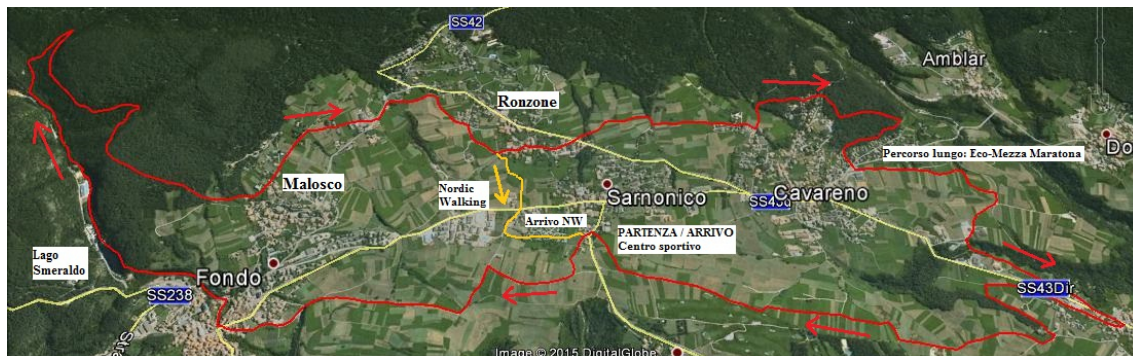 SS42
Amblar
Ronzone
Do
Percorso lungo: Eco-Mezza Maratona
Malosco
Nordic
Walking
Sarnonico
Cavareno
Arrivo NW
PARTENZA / ARRIVO
Centro sportivo
Lago
Smeraldo
Fondo
SS238
SS43Dir
Stra
Image © 2015 DigitalGlobe